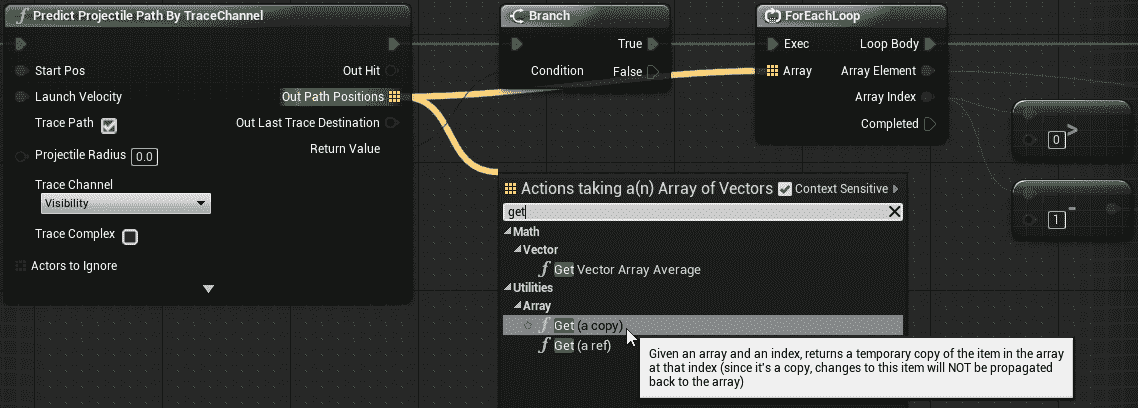 f Predict Projectile Path By TraceChannel
Start Pos
Out Hit
Launch Velocity
Out Path Positions
Trace Path
Out Last Trace Destination
Projectile Radius 0.0
Return Value
Trace Channel
Visibility
Trace Complex
Actors to Ignore
Branch
True
Condition
False
ForEachLoop
Exec
Loop Body
Array
Array Element
Array Index
Completed
0 >
1 -
Actions taking a(n) Array of Vectors
Context Sensitive
get
Math
Vector
f Get Vector Array Average
Utilities
Array
f Get (a copy)
f Get (a ref)
Given an array and an index, returns a temporary copy of the item in the array
at that index (since it's a copy, changes to this item will NOT be propagated
back to the array)